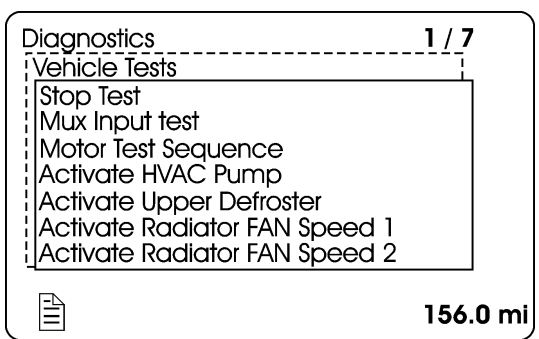 Diagnostics 1 / 7
Vehicle Tests
Stop Test
Mux Input test
Motor Test Sequence
Activate HVAC Pump
Activate Upper Defroster
Activate Radiator FAN Speed 1
Activate Radiator FAN Speed 2
156.0 mi